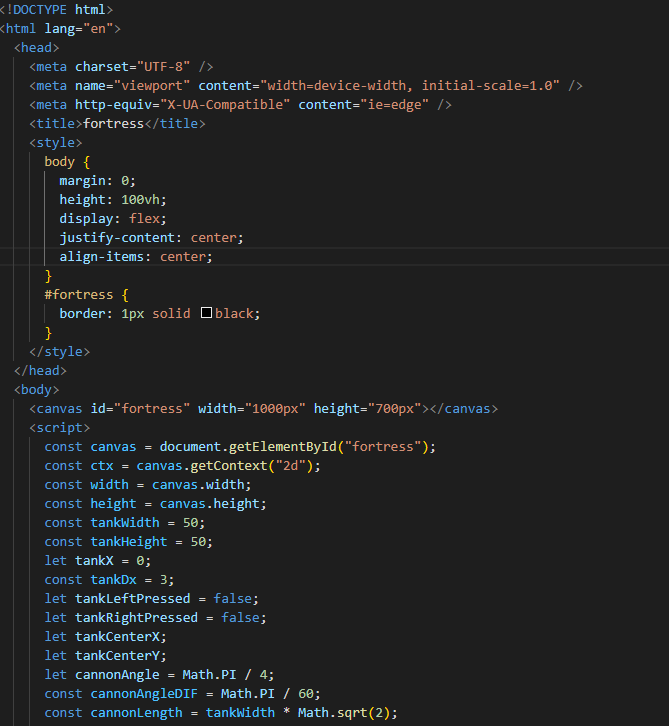 <!DOCTYPE html>
<html lang="en">
<head>
<meta charset="UTF-8" />
<meta name="viewport" content="width=device-width, initial-scale=1.0" />
<meta http-equiv="X-UA-Compatible" content="ie=edge" />
<title>fortress</title>
<style>
body {
margin: 0;
height: 100vh;
display: flex;
justify-content: center;
align-items: center;
}
#fortress {
border: 1px solid black;
}
</style>
</head>
<body>
<canvas id="fortress" width="1000px" height="700px"></canvas>
<script>
const canvas = document.getElementById("fortress");
const ctx = canvas.getContext("2d");
const width = canvas.width;
const height = canvas.height;
const tankWidth = 50;
const tankHeight = 50;
let tankX = 0;
const tankDx = 3;
let tankLeftPressed = false;
let tankRightPressed = false;
let tankCenterX;
let tankCenterY;
let cannonAngle = Math.PI / 4;
const cannonAngleDIF = Math.PI / 60;
const cannonLength = tankWidth * Math.sqrt(2);